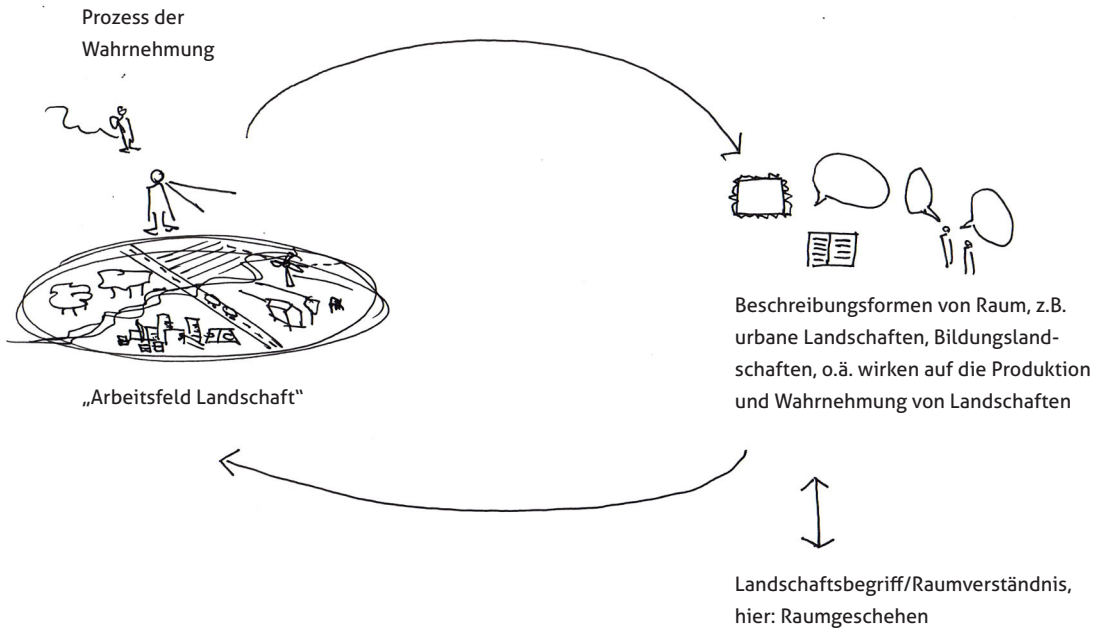 Prozess der
Wahrnehmung
„Arbeitsfeld Landschaft“
Beschreibungsformen von Raum, z.B.
urbane Landschaften, Bildungsland-
schaften, o.ä. wirken auf die Produktion
und Wahrnehmung von Landschaften
Landschaftsbegriff/Raumverständnis,
hier: Raumgeschehen